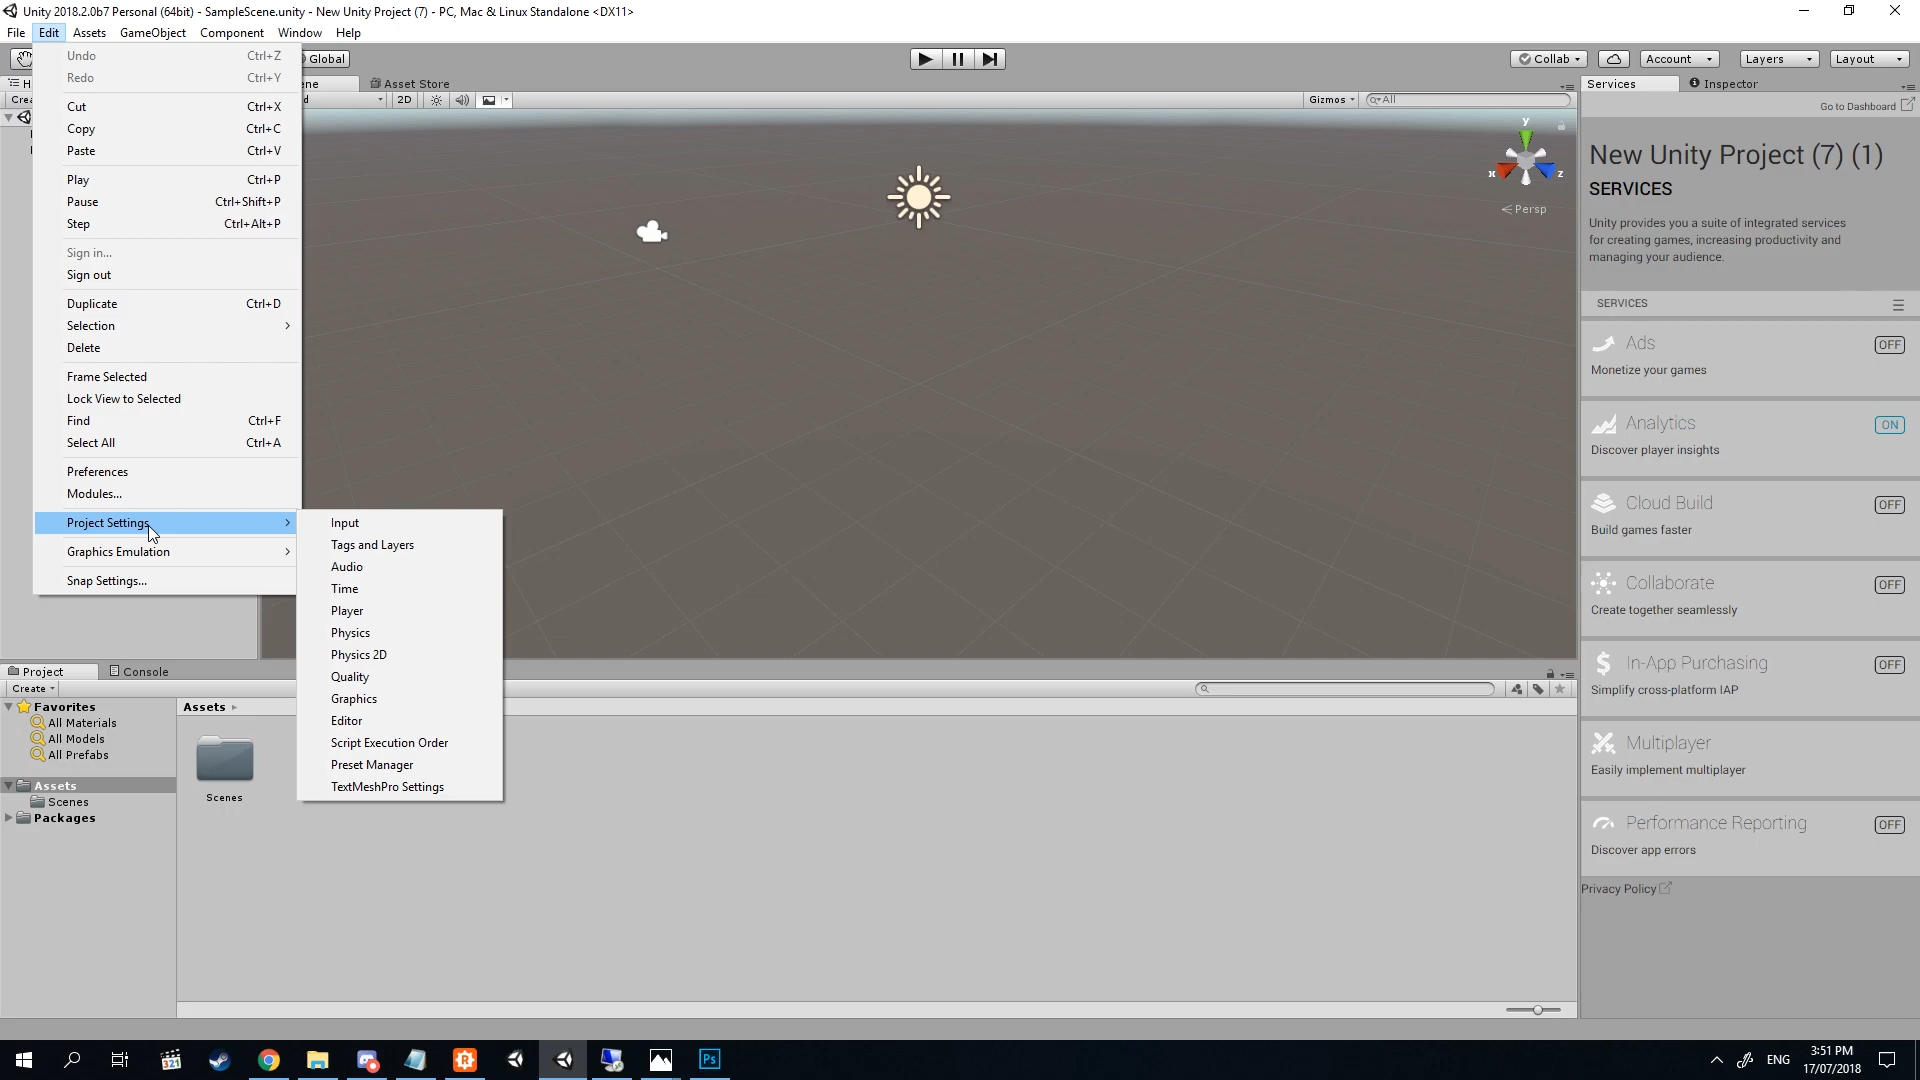 Unity 2018.2.0b7 Personal (64bit) - SampleScene.unity - New Unity Project (7) - PC, Mac & Linux Standalone <DX11>
File Edit Assets GameObject Component Window Help
Global
Collab Account Layers Layout
Undo Ctrl+Z
Redo Ctrl+Y
Cut Ctrl+X
Copy Ctrl+C
Paste Ctrl+V
Play Ctrl+P
Pause Ctrl+Shift+P
Step Ctrl+Alt+P
Sign in...
Sign out
Duplicate Ctrl+D
Selection
Delete
Frame Selected
Lock View to Selected
Find Ctrl+F
Select All Ctrl+A
Preferences
Modules...
Project Settings
Graphics Emulation
Snap Settings...
Input
Tags and Layers
Audio
Time
Player
Physics
Physics 2D
Quality
Graphics
Editor
Script Execution Order
Preset Manager
TextMeshPro Settings
Asset Store
2D
Gizmos All
y
x
z
Persp
Services Inspector
Go to Dashboard
New Unity Project (7) (1)
SERVICES
Unity provides you a suite of integrated services
for creating games, increasing productivity and
managing your audience.
SERVICES
Ads OFF
Monetize your games
Analytics ON
Discover player insights
Cloud Build OFF
Build games faster
Collaborate OFF
Create together seamlessly
In-App Purchasing OFF
Simplify cross-platform IAP
Multiplayer
Easily implement multiplayer
Performance Reporting OFF
Discover app errors
Privacy Policy
Project Console
Create
Favorites
All Materials
All Models
All Prefabs
Assets
Scenes
Packages
Assets
Scenes
321
Ps
ENG
3:51 PM
17/07/2018